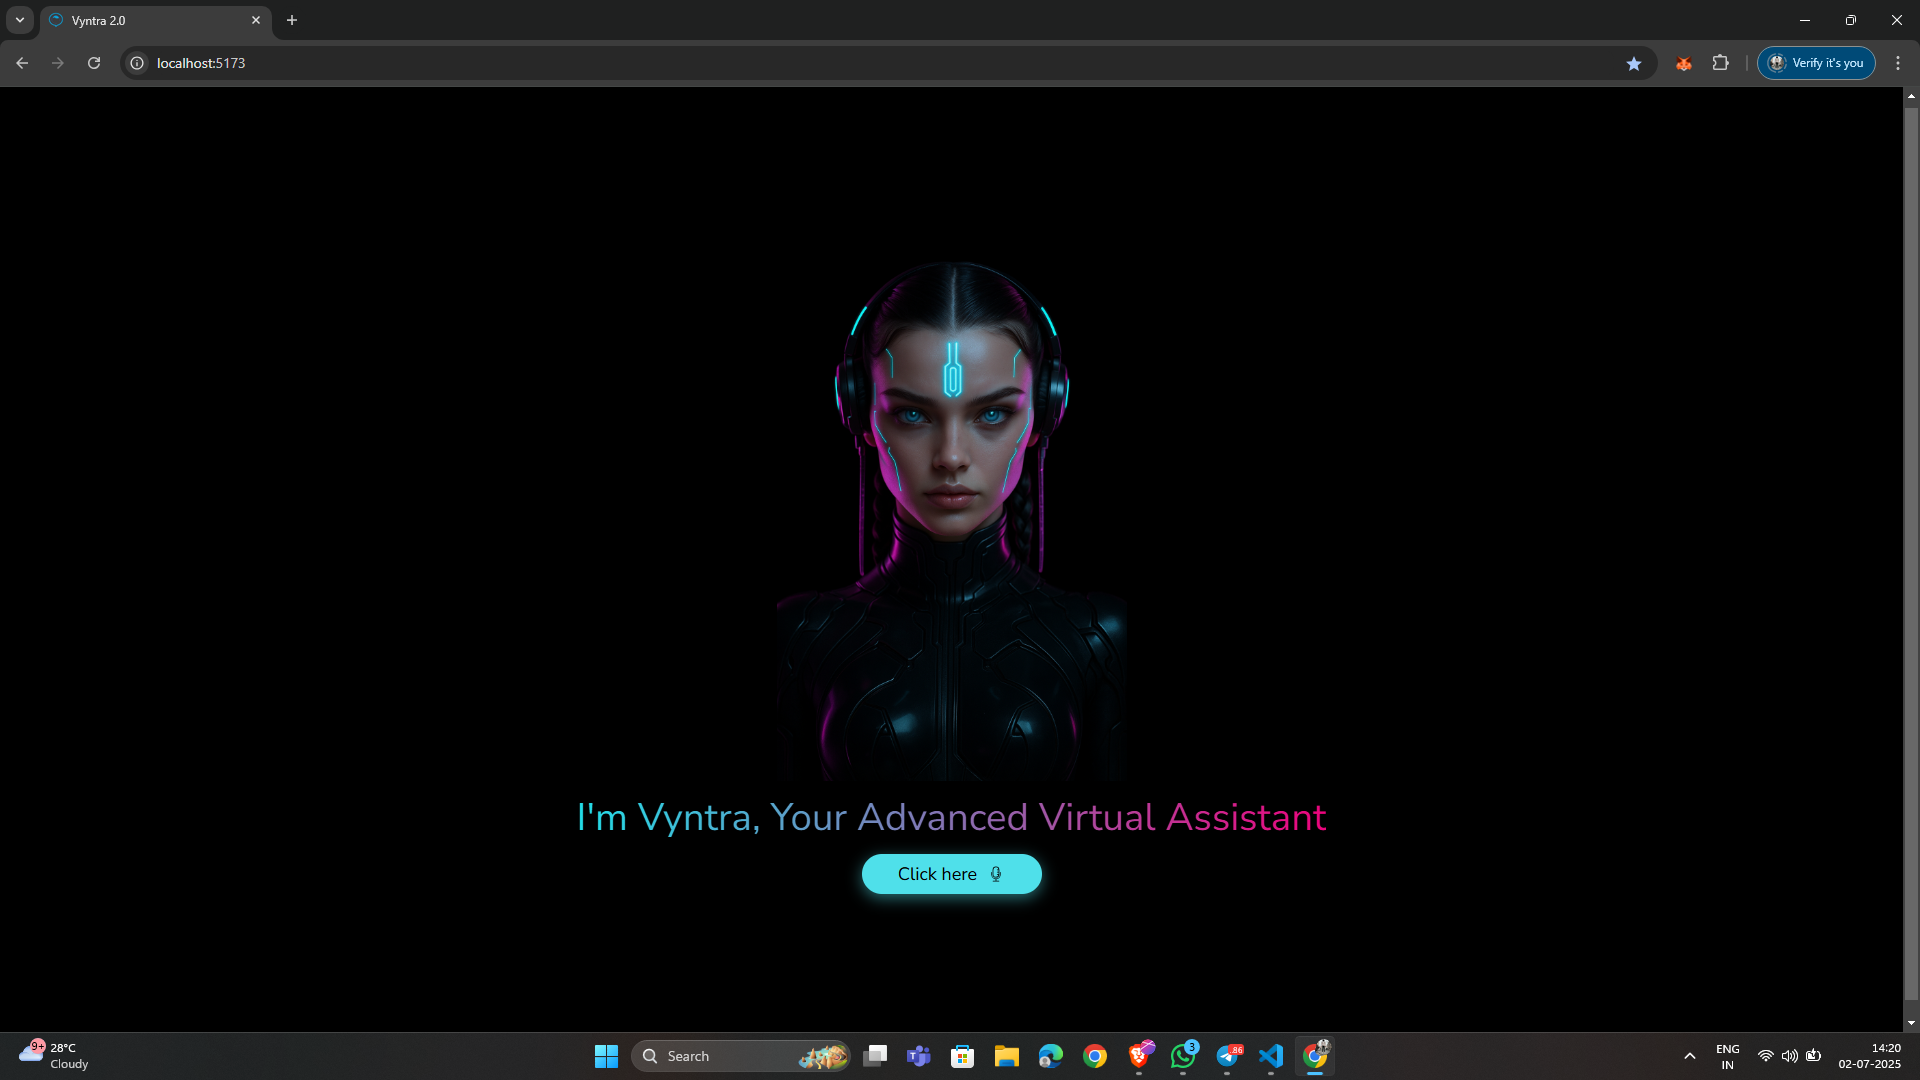 Vyntra 2.0
localhost:5173
Verify it's you
I'm Vyntra, Your Advanced Virtual Assistant
Click here
9+
28°C
Cloudy
Search
3
86
ENG
IN
14:20
02-07-2025